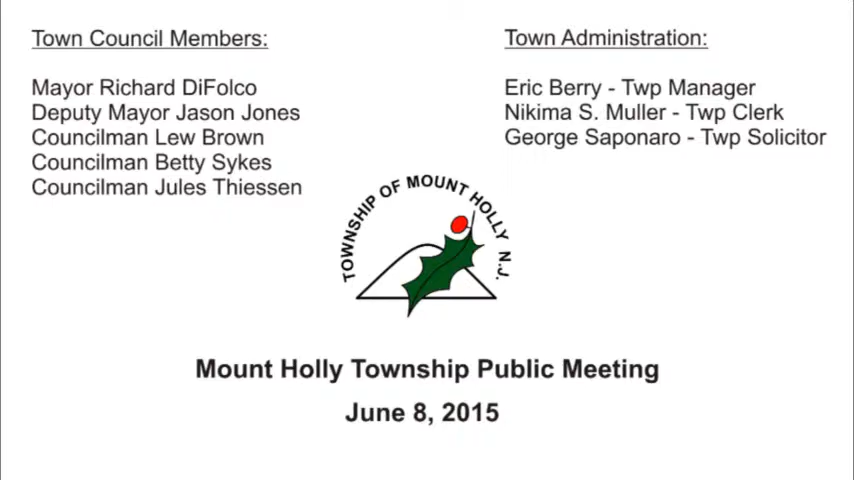 Town Council Members:
Mayor Richard DiFolco
Deputy Mayor Jason Jones
Councilman Lew Brown
Councilman Betty Sykes
Councilman Jules Thiessen
Town Administration:
Eric Berry - Twp Manager
Nikima S. Muller - Twp Clerk
George Saponaro - Twp Solicitor
TOWNSHIP OF MOUNT HOLLY N.J.
Mount Holly Township Public Meeting
June 8, 2015